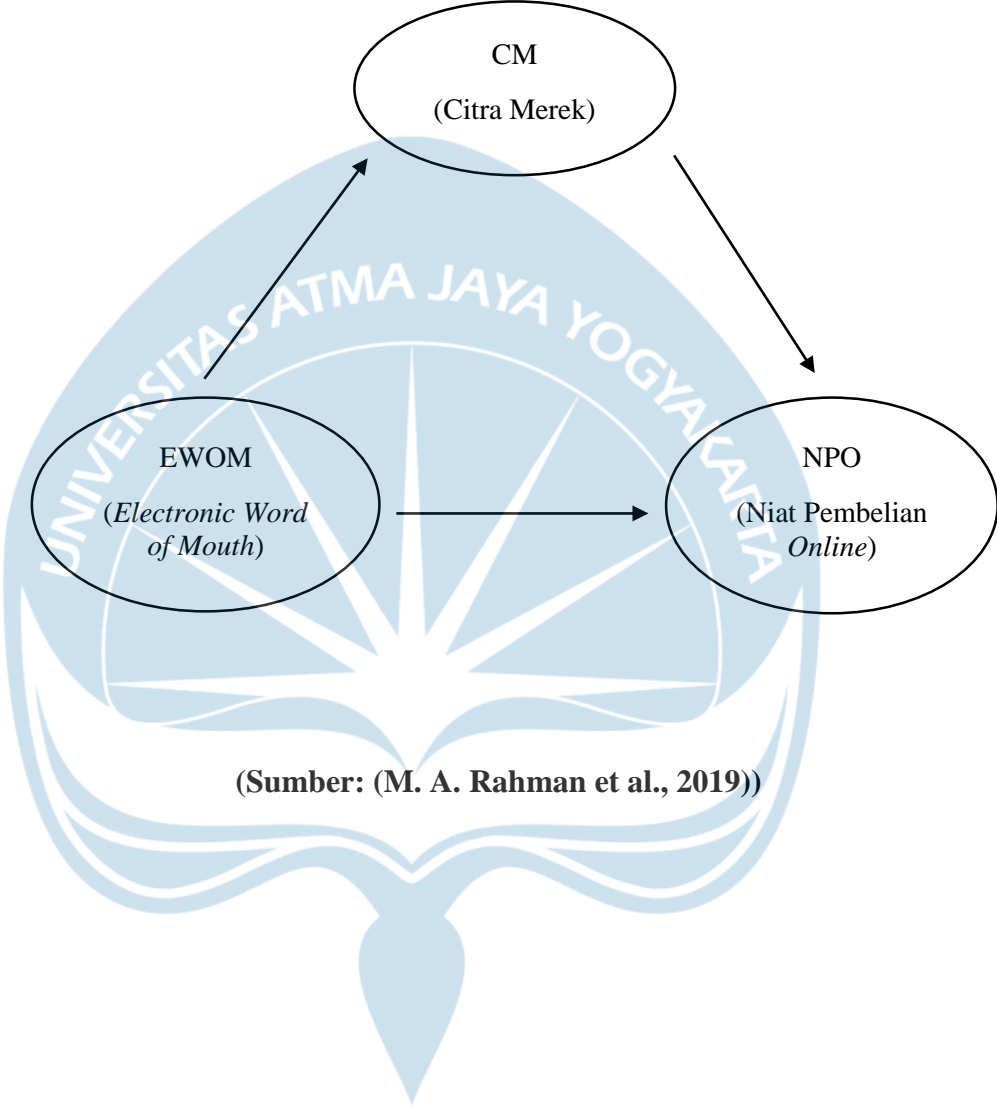 CM
(Citra Merek)
UNIVERSITAS ATMA JAYA YOGYAKARTA
EWOM
(Electronic Word
of Mouth)
NPO
(Niat Pembelian
Online)
(Sumber: (M. A. Rahman et al., 2019))